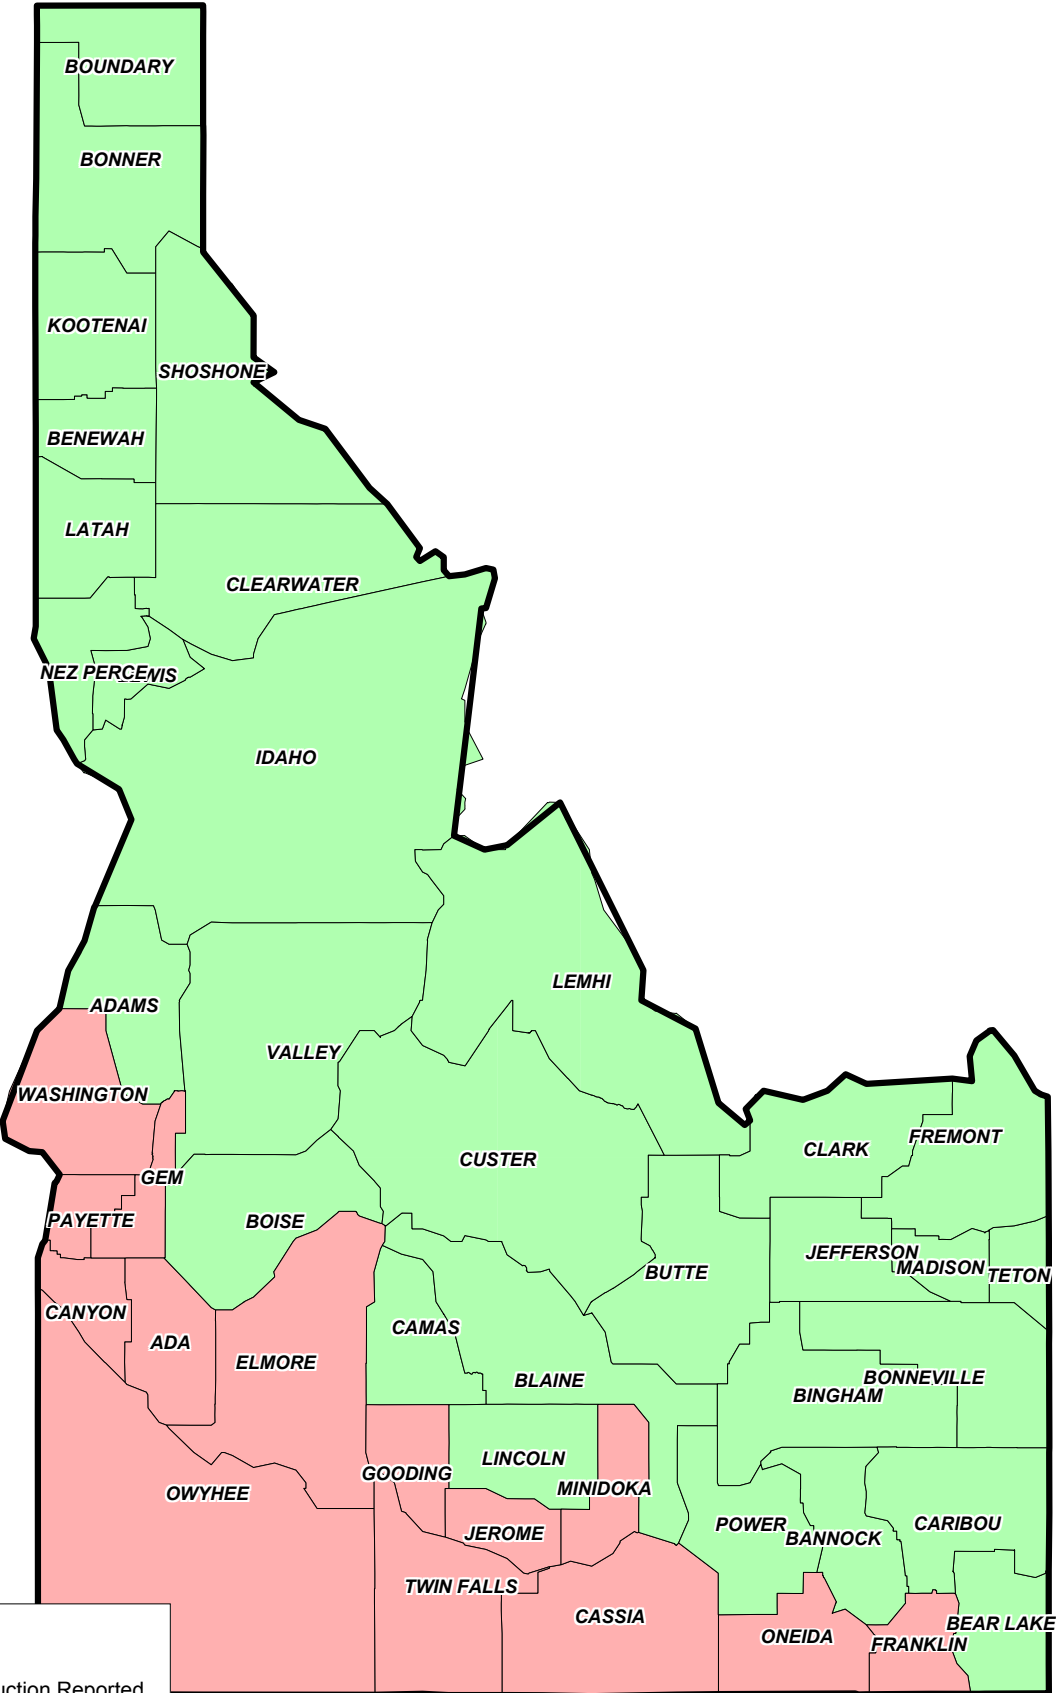 BOUNDARY
BONNER
KOOTENAI
SHOSHONE
BENEWAH
LATAH
CLEARWATER
NEZ PERCE
IDAHO
LEMHI
ADAMS
VALLEY
WASHINGTON
FREMONT
CLARK
CUSTER
GEM
PAYETTE
BOISE
JEFFERSON
MADISON
TETON
BUTTE
CANYON
CAMAS
ADA
ELMORE
BLAINE
BONNEVILLE
BINGHAM
LINCOLN
GOODING
MINIDOKA
OWYHEE
POWER
CARIBOU
JEROME
BANNOCK
TWIN FALLS
CASSIA
BEAR LAKE
ONEIDA
FRANKLIN
Reported